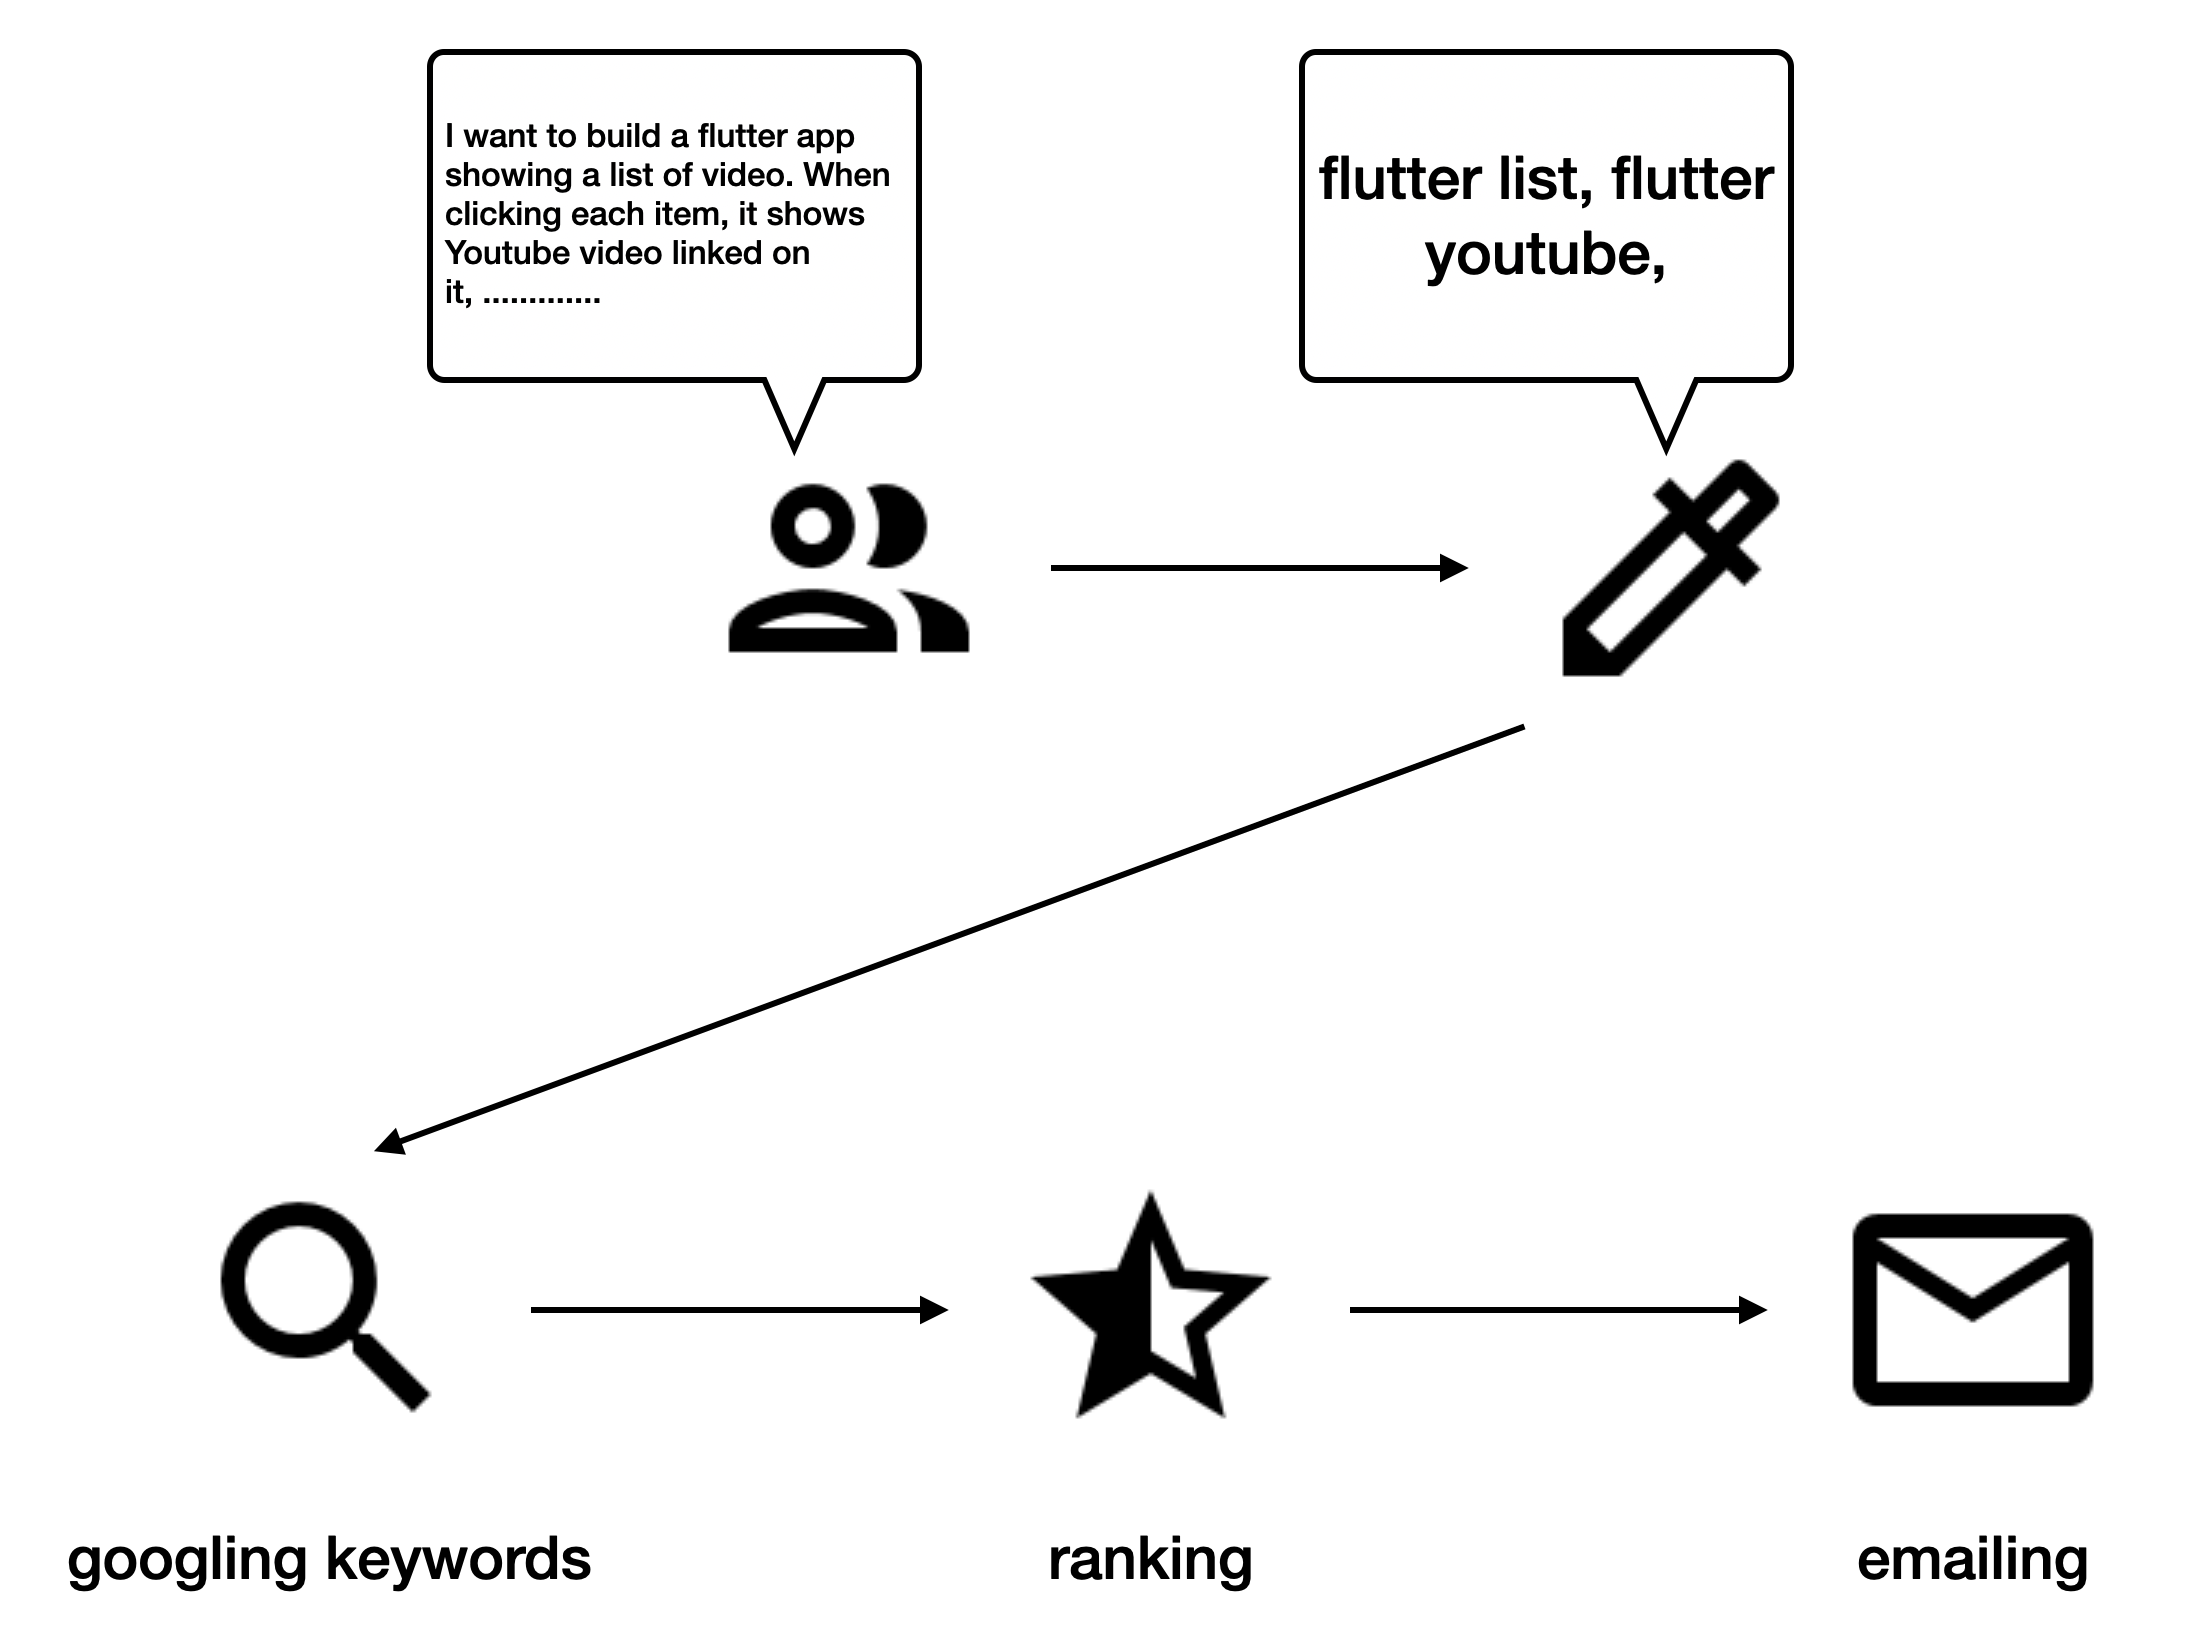 I want to build a flutter app
showing a list of video. When
clicking each item, it shows
Youtube video linked on
it, .............
flutter list, flutter
youtube,
googling keywords
ranking
emailing